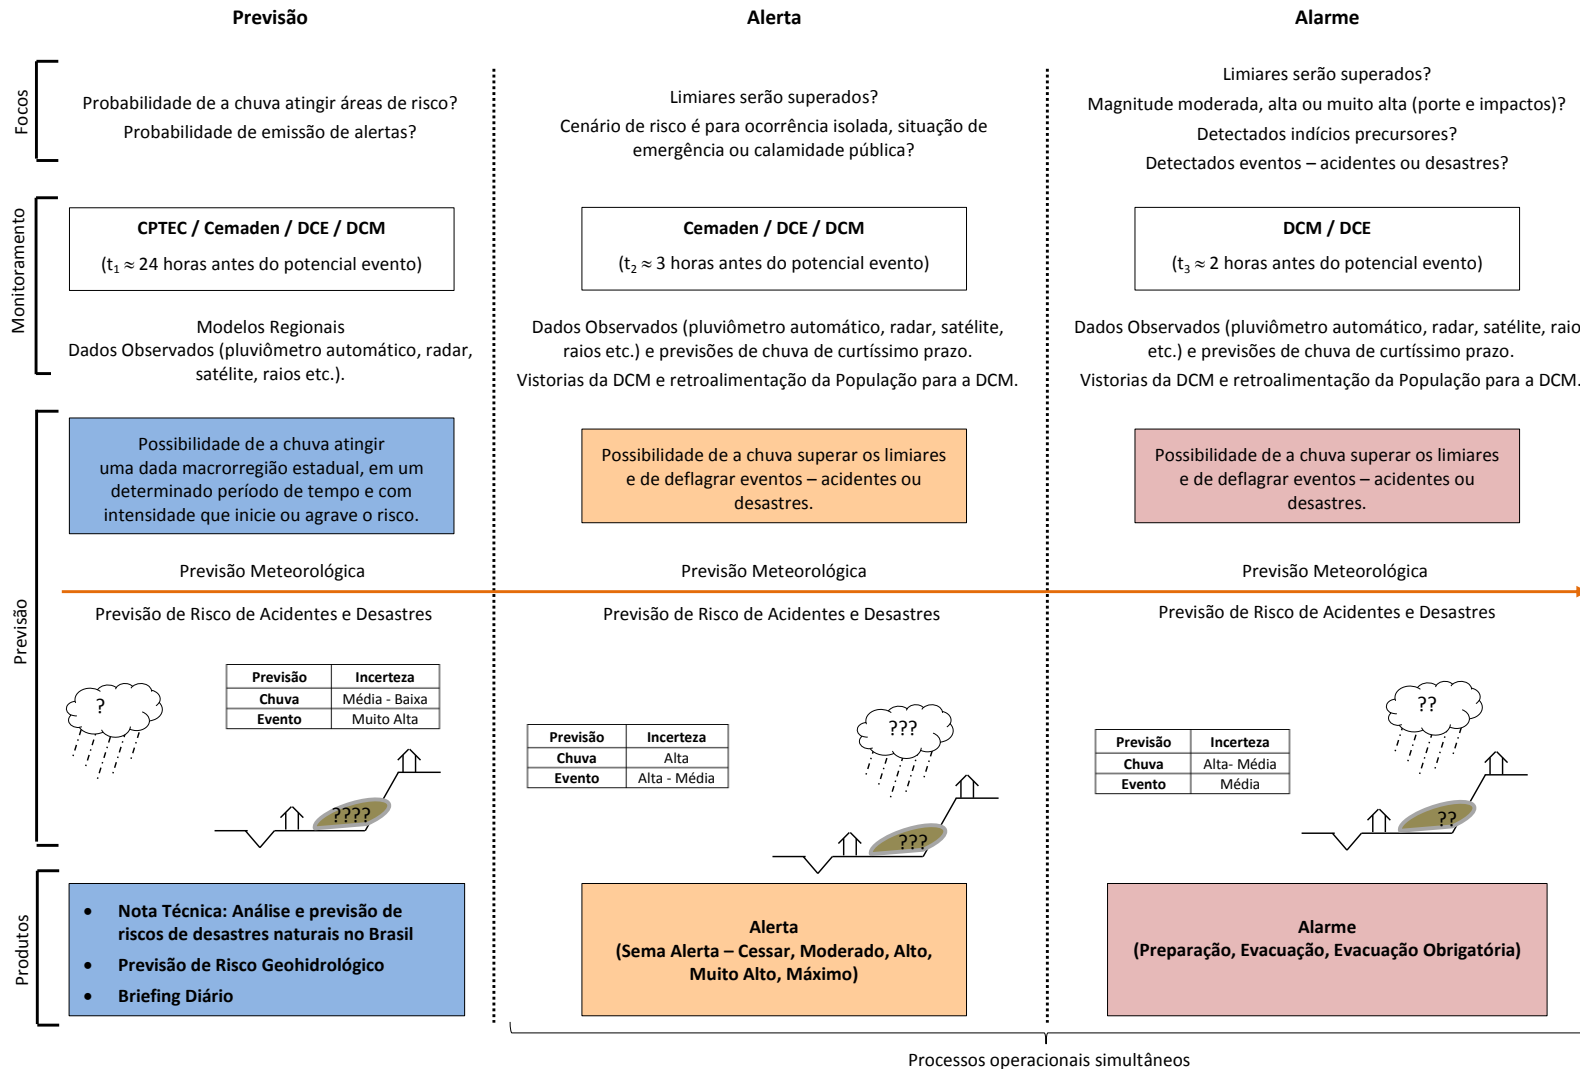 Previsão
Alerta
Alarme
Focos
Probabilidade de a chuva atingir áreas de risco?
Probabilidade de emissão de alertas?
Limiares serão superados?
Cenário de risco é para ocorrência isolada, situação de
emergência ou calamidade pública?
Limiares serão superados?
Magnitude moderada, alta ou muito alta (porte e impactos)?
Detectados indícios precursores?
Detectados eventos – acidentes ou desastres?
Monitoramento
CPTEC / Cemaden / DCE / DCM
(t₁ ≈ 24 horas antes do potencial evento)
Cemaden / DCE / DCM
(t₂ ≈ 3 horas antes do potencial evento)
DCM / DCE
(t₃ ≈ 2 horas antes do potencial evento)
Modelos Regionais
Dados Observados (pluviômetro automático, radar,
satélite, raios etc.).
Dados Observados (pluviômetro automático, radar, satélite,
raios etc.) e previsões de chuva de curtíssimo prazo.
Vistorias da DCM e retroalimentação da População para a DCM.
Dados Observados (pluviômetro automático, radar, satélite, raio
etc.) e previsões de chuva de curtíssimo prazo.
Vistorias da DCM e retroalimentação da População para a DCM.
Previsão
Possibilidade de a chuva atingir
uma dada macrorregião estadual, em um
determinado período de tempo e com
intensidade que inicie ou agrave o risco.
Possibilidade de a chuva superar os limiares
e de deflagrar eventos – acidentes ou
desastres.
Possibilidade de a chuva superar os limiares
e de deflagrar eventos – acidentes ou
desastres.
Previsão Meteorológica
Previsão Meteorológica
Previsão Meteorológica
Previsão de Risco de Acidentes e Desastres
Previsão de Risco de Acidentes e Desastres
Previsão de Risco de Acidentes e Desastres
?
Previsão Incerteza
Chuva Média - Baixa
Evento Muito Alta
????
Previsão Incerteza
Chuva Alta
Evento Alta - Média
???
???
Previsão Incerteza
Chuva Alta- Média
Evento Média
??
??
Produtos
• Nota Técnica: Análise e previsão de
riscos de desastres naturais no Brasil
• Previsão de Risco Geohidrológico
• Briefing Diário
Alerta
(Sema Alerta – Cessar, Moderado, Alto,
Muito Alto, Máximo)
Alarme
(Preparação, Evacuação, Evacuação Obrigatória)
Processos operacionais simultâneos